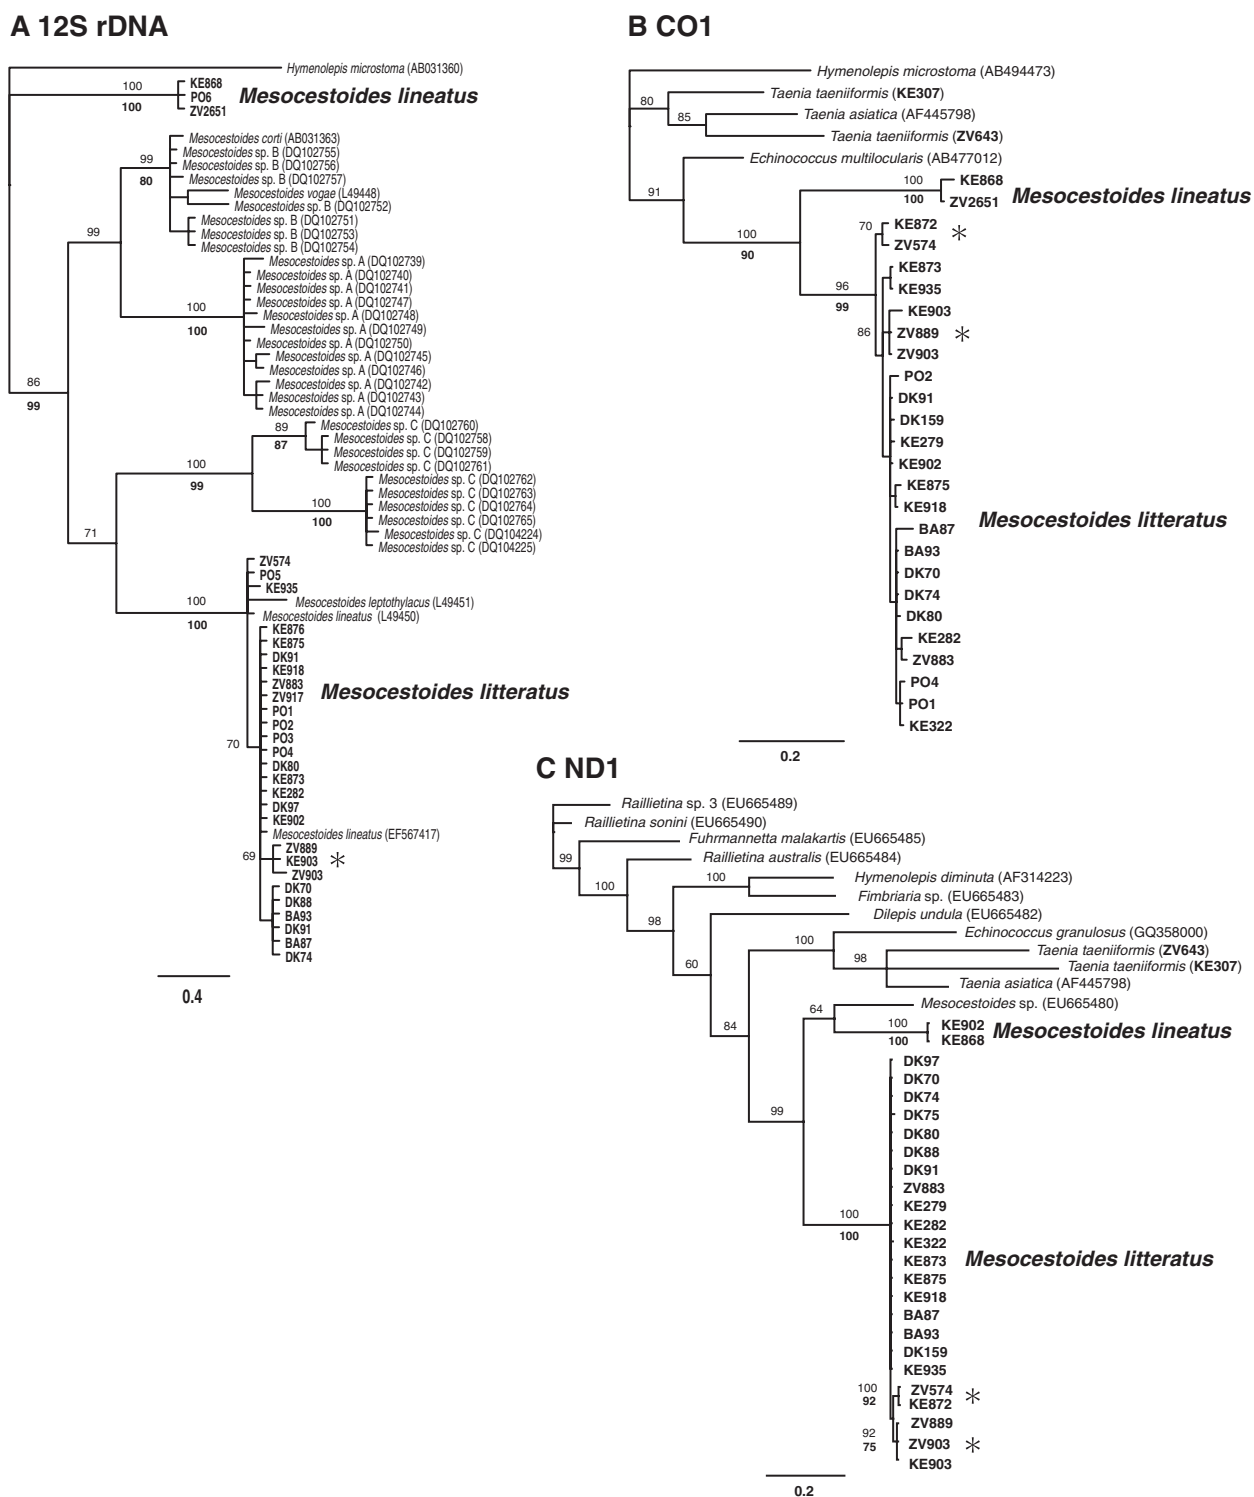 A 12S rDNA
Hymenolepis microstoma (AB031360)
100
100
KE868
PO6
ZV2651
Mesocestoides lineatus
Mesocestoides corti (AB031363)
Mesocestoides sp. B (DQ102755)
Mesocestoides sp. B (DQ102756)
Mesocestoides sp. B (DQ102757)
Mesocestoides vogae (L49448)
Mesocestoides sp. B (DQ102752)
Mesocestoides sp. B (DQ102751)
Mesocestoides sp. B (DQ102753)
Mesocestoides sp. B (DQ102754)
99
80
99
Mesocestoides sp. A (DQ102739)
Mesocestoides sp. A (DQ102740)
Mesocestoides sp. A (DQ102741)
Mesocestoides sp. A (DQ102747)
Mesocestoides sp. A (DQ102748)
Mesocestoides sp. A (DQ102749)
Mesocestoides sp. A (DQ102750)
Mesocestoides sp. A (DQ102745)
Mesocestoides sp. A (DQ102746)
Mesocestoides sp. A (DQ102742)
Mesocestoides sp. A (DQ102743)
Mesocestoides sp. A (DQ102744)
100
100
86
99
Mesocestoides sp. C (DQ102760)
Mesocestoides sp. C (DQ102758)
Mesocestoides sp. C (DQ102759)
Mesocestoides sp. C (DQ102761)
89
87
100
99
Mesocestoides sp. C (DQ102762)
Mesocestoides sp. C (DQ102763)
Mesocestoides sp. C (DQ102764)
Mesocestoides sp. C (DQ102765)
Mesocestoides sp. C (DQ104224)
Mesocestoides sp. C (DQ104225)
100
100
71
ZV574
PO5
KE935
Mesocestoides leptothylacus (L49451)
Mesocestoides lineatus (L49450)
100
100
KE876
KE875
DK91
KE918
ZV883
ZV917
PO1
PO2
PO3
PO4
DK80
KE873
KE282
DK97
KE902
Mesocestoides litteratus
70
Mesocestoides lineatus (EF567417)
69
ZV889
KE903
ZV903
*
DK70
DK88
BA93
DK91
BA87
DK74
0.4
B CO1
Hymenolepis microstoma (AB494473)
80
Taenia taeniiformis (KE307)
85
Taenia asiatica (AF445798)
Taenia taeniiformis (ZV643)
Echinococcus multilocularis (AB477012)
91
100
100
KE868
ZV2651
Mesocestoides lineatus
100
90
70
KE872
ZV574
*
KE873
KE935
96
99
86
KE903
ZV889
ZV903
*
PO2
DK91
DK159
KE279
KE902
KE875
KE918
Mesocestoides litteratus
BA87
BA93
DK70
DK74
DK80
KE282
ZV883
PO4
PO1
KE322
0.2
C ND1
Raillietina sp. 3 (EU665489)
Raillietina sonini (EU665490)
Fuhrmannetta malakartis (EU665485)
99
Raillietina australis (EU665484)
100
100
Hymenolepis diminuta (AF314223)
Fimbriaria sp. (EU665483)
98
Dilepis undula (EU665482)
60
100
Echinococcus granulosus (GQ358000)
98
Taenia taeniiformis (ZV643)
Taenia taeniiformis (KE307)
Taenia asiatica (AF445798)
84
64
Mesocestoides sp. (EU665480)
100
100
KE902
KE868
Mesocestoides lineatus
99
DK97
DK70
DK74
DK75
DK80
DK88
DK91
ZV883
KE279
KE282
KE322
KE873
KE875
KE918
BA87
BA93
DK159
KE935
100
100
Mesocestoides litteratus
100
92
ZV574
KE872
*
92
75
ZV889
ZV903
KE903
*
0.2